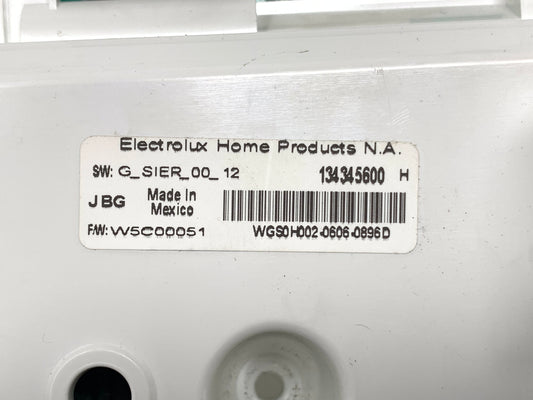 Electrolux Home Products N.A.
SW: G_SIER_00_12 134345600 H
JBG Made In
Mexico
F/W: W5C00051 WGS0H002-0606-0896D